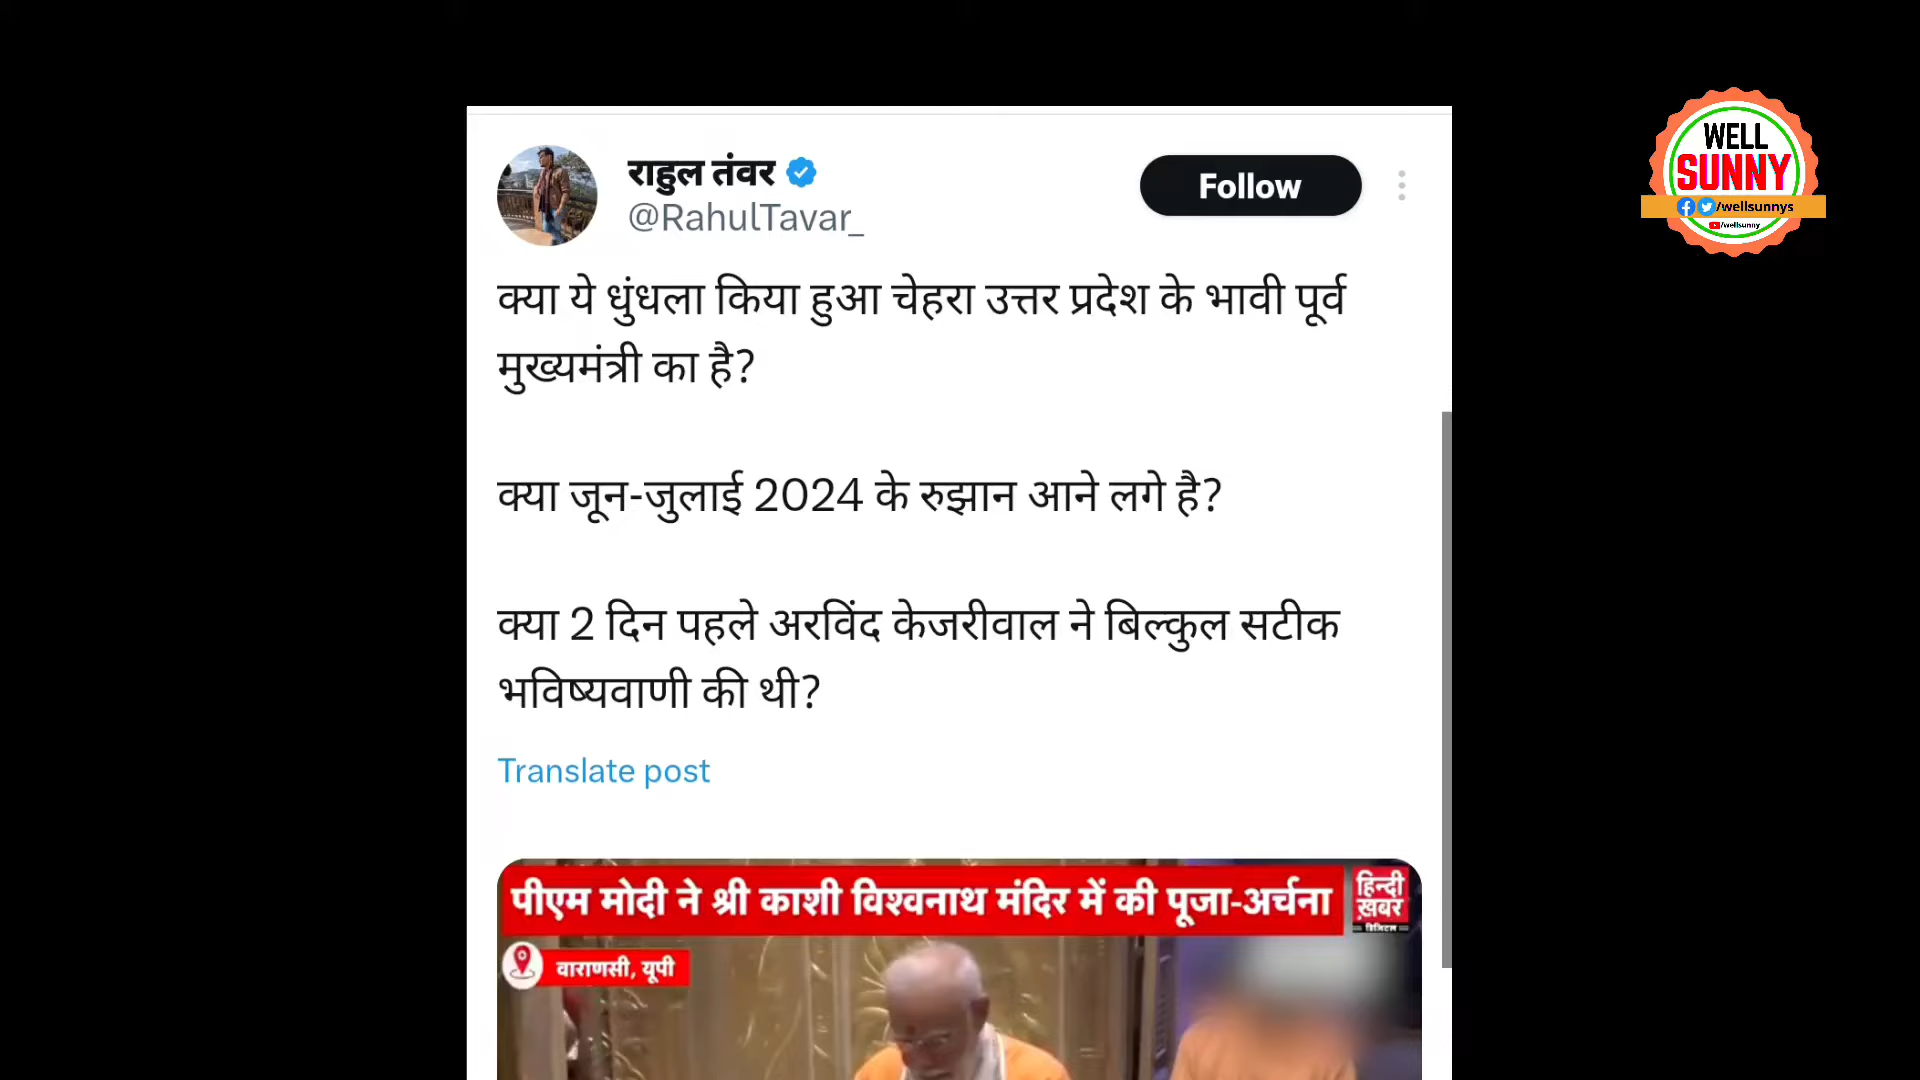 WELL
SUNNY
/wellsunnys
/wellsunny
राहुल तंवर
@RahulTavar_
Follow
क्या ये धुंधला किया हुआ चेहरा उत्तर प्रदेश के भावी पूर्व
मुख्यमंत्री का है?
क्या जून-जुलाई 2024 के रुझान आने लगे है?
क्या 2 दिन पहले अरविंद केजरीवाल ने बिल्कुल सटीक
भविष्यवाणी की थी?
Translate post
पीएम मोदी ने श्री काशी विश्वनाथ मंदिर में की पूजा-अर्चना
हिन्दी
ख़बर
डिजिटल
वाराणसी, यूपी